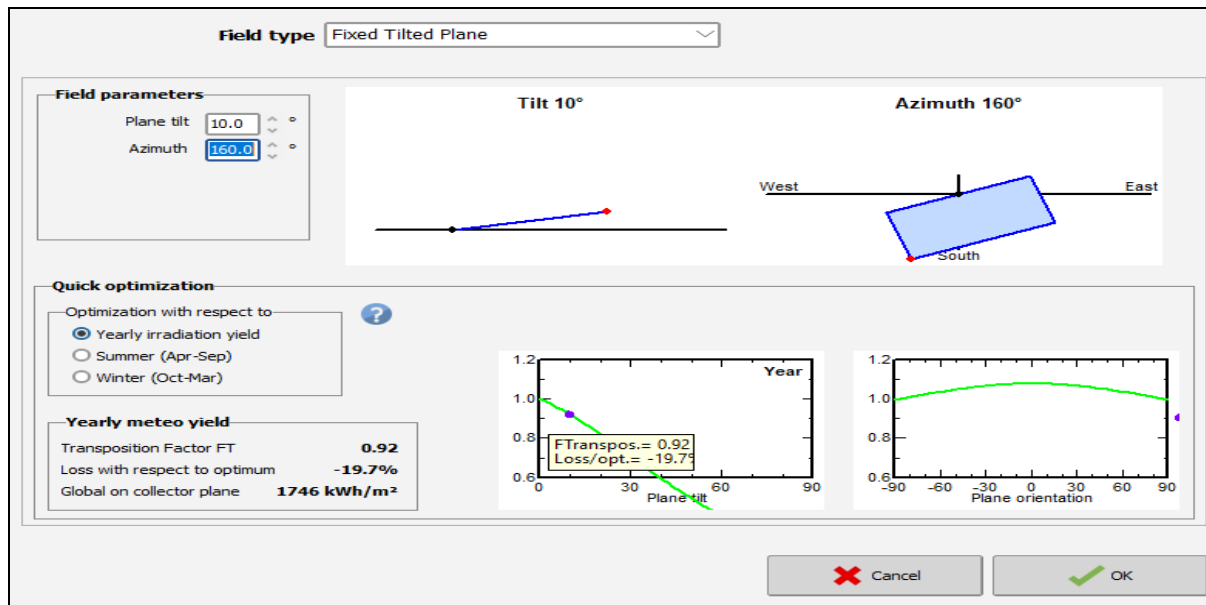 Field type Fixed Tilted Plane
Field parameters
Plane tilt 10.0 °
Azimuth 160.0 °
Tilt 10°
Azimuth 160°
West East
South
Quick optimization
Optimization with respect to
Yearly irradiation yield
Summer (Apr-Sep)
Winter (Oct-Mar)
?
Yearly meteo yield
Transposition Factor FT 0.92
Loss with respect to optimum -19.7%
Global on collector plane 1746 kWh/m²
1.2
1.0
0.8
0.6
Year
FTranspos.= 0.92
Loss/opt.= -19.7%
0 30 60 90
Plane tilt
1.2
1.0
0.8
0.6
-90 -60 -30 0 30 60 90
Plane orientation
Cancel OK